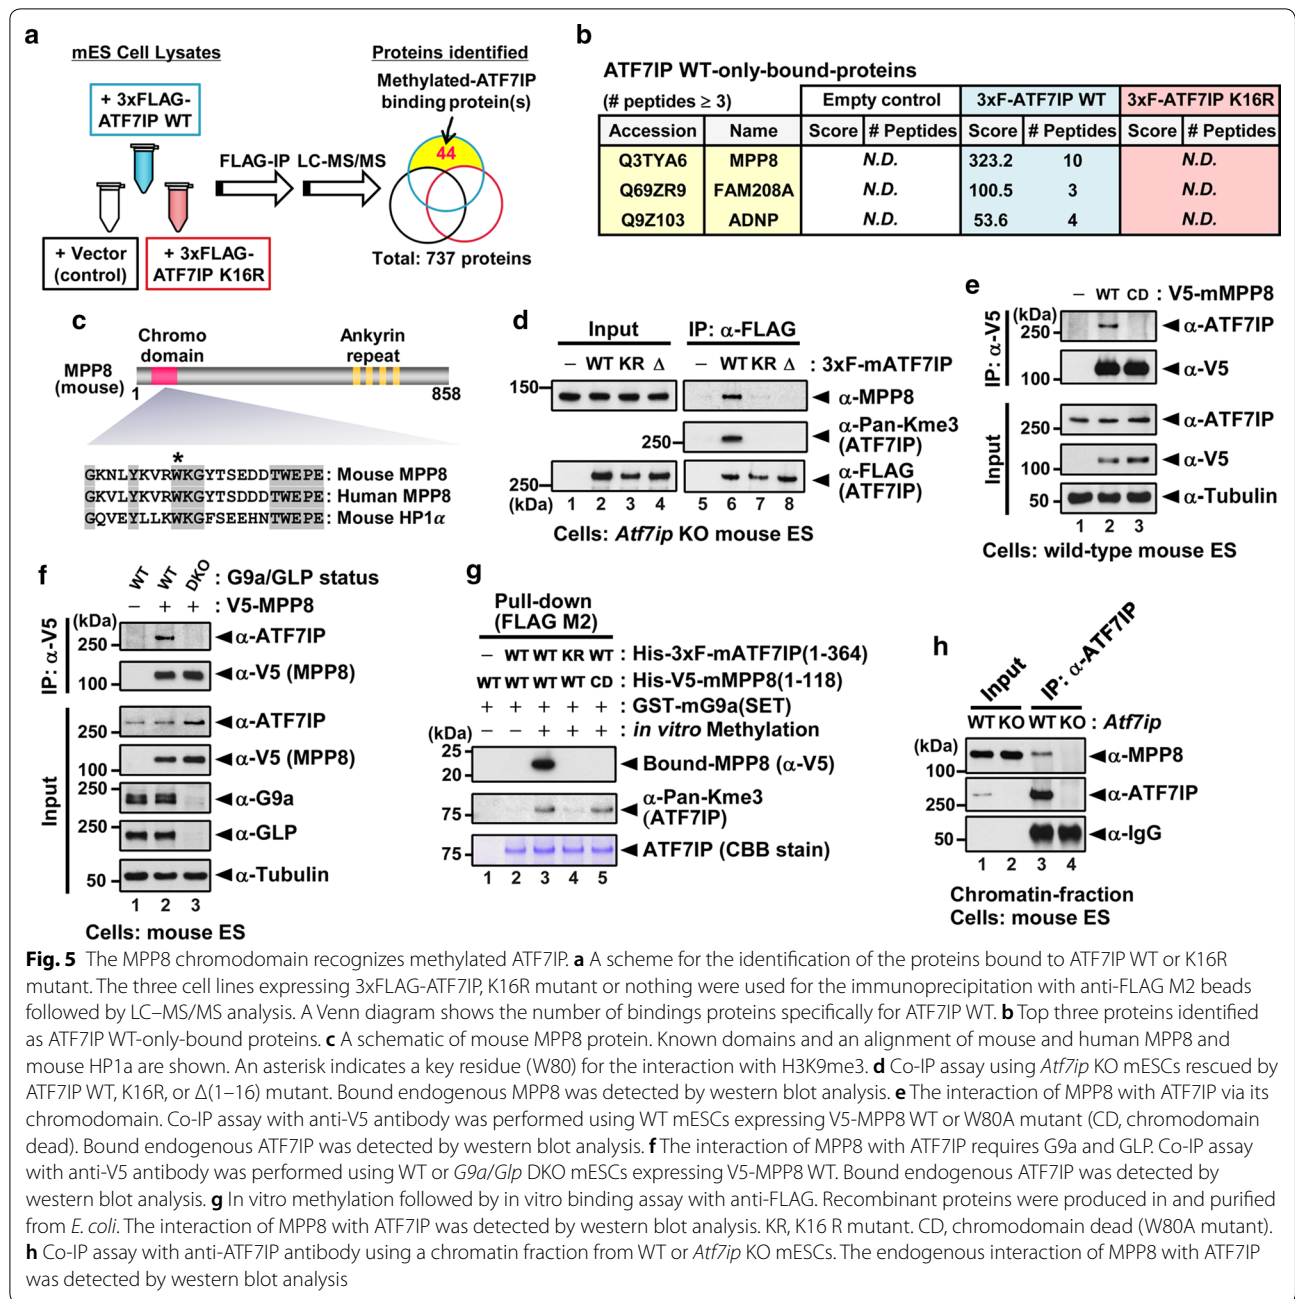 a
mES Cell Lysates
+ 3xFLAG-
ATF7IP WT
+ Vector
(control)
+ 3xFLAG-
ATF7IP K16R
FLAG-IP
LC-MS/MS
Proteins identified
Methylated-ATF7IP
binding protein(s)
44
Total: 737 proteins
b
ATF7IP WT-only-bound-proteins
(# peptides ≥ 3) Empty control 3xF-ATF7IP WT 3xF-ATF7IP K16R
Accession Name Score # Peptides Score # Peptides Score # Peptides
Q3TYA6 MPP8 N.D. 323.2 10 N.D.
Q69ZR9 FAM208A N.D. 100.5 3 N.D.
Q9Z103 ADNP N.D. 53.6 4 N.D.
c
Chromo
domain
Ankyrin
repeat
MPP8
(mouse)
1 858
*
GKNLYKVRWKGYTSEDDTWEPE : Mouse MPP8
GKVLYKVRWKGYTSDDDTWEPE : Human MPP8
GQVEYLLKWKGFSEEHNTWEPE : Mouse HP1α
d
Input IP: α-FLAG
– WT KR Δ – WT KR Δ : 3xF-mATF7IP
150 α-MPP8
250 α-Pan-Kme3
(ATF7IP)
250 α-FLAG
(ATF7IP)
(kDa) 1 2 3 4 5 6 7 8
Cells: Atf7ip KO mouse ES
e
– WT CD : V5-mMPP8
(kDa)
IP: α-V5
250 α-ATF7IP
100 α-V5
Input
250 α-ATF7IP
100 α-V5
50 α-Tubulin
1 2 3
Cells: wild-type mouse ES
f
WT WT DKO : G9a/GLP status
– + + : V5-MPP8
(kDa)
IP: α-V5
250 α-ATF7IP
100 α-V5 (MPP8)
Input
250 α-ATF7IP
100 α-V5 (MPP8)
250 α-G9a
250 α-GLP
50 α-Tubulin
1 2 3
Cells: mouse ES
g
Pull-down
(FLAG M2)
– WT WT KR WT : His-3xF-mATF7IP(1-364)
WT WT WT WT CD : His-V5-mMPP8(1-118)
+ + + + + : GST-mG9a(SET)
– – + + + : in vitro Methylation
(kDa)
25
20 Bound-MPP8 (α-V5)
75 α-Pan-Kme3
(ATF7IP)
75 ATF7IP (CBB stain)
1 2 3 4 5
h
Input IP: α-ATF7IP
WT KO WT KO : Atf7ip
(kDa)
100 α-MPP8
250 α-ATF7IP
50 α-IgG
1 2 3 4
Chromatin-fraction
Cells: mouse ES
Fig. 5 The MPP8 chromodomain recognizes methylated ATF7IP. a A scheme for the identification of the proteins bound to ATF7IP WT or K16R
mutant. The three cell lines expressing 3xFLAG-ATF7IP, K16R mutant or nothing were used for the immunoprecipitation with anti-FLAG M2 beads
followed by LC–MS/MS analysis. A Venn diagram shows the number of bindings proteins specifically for ATF7IP WT. b Top three proteins identified
as ATF7IP WT-only-bound proteins. c A schematic of mouse MPP8 protein. Known domains and an alignment of mouse and human MPP8 and
mouse HP1a are shown. An asterisk indicates a key residue (W80) for the interaction with H3K9me3. d Co-IP assay using Atf7ip KO mESCs rescued by
ATF7IP WT, K16R, or Δ(1–16) mutant. Bound endogenous MPP8 was detected by western blot analysis. e The interaction of MPP8 with ATF7IP via its
chromodomain. Co-IP assay with anti-V5 antibody was performed using WT mESCs expressing V5-MPP8 WT or W80A mutant (CD, chromodomain
dead). Bound endogenous ATF7IP was detected by western blot analysis. f The interaction of MPP8 with ATF7IP requires G9a and GLP. Co-IP assay
with anti-V5 antibody was performed using WT or G9a/Glp DKO mESCs expressing V5-MPP8 WT. Bound endogenous ATF7IP was detected by
western blot analysis. g In vitro methylation followed by in vitro binding assay with anti-FLAG. Recombinant proteins were produced in and purified
from E. coli. The interaction of MPP8 with ATF7IP was detected by western blot analysis. KR, K16 R mutant. CD, chromodomain dead (W80A mutant).
h Co-IP assay with anti-ATF7IP antibody using a chromatin fraction from WT or Atf7ip KO mESCs. The endogenous interaction of MPP8 with ATF7IP
was detected by western blot analysis